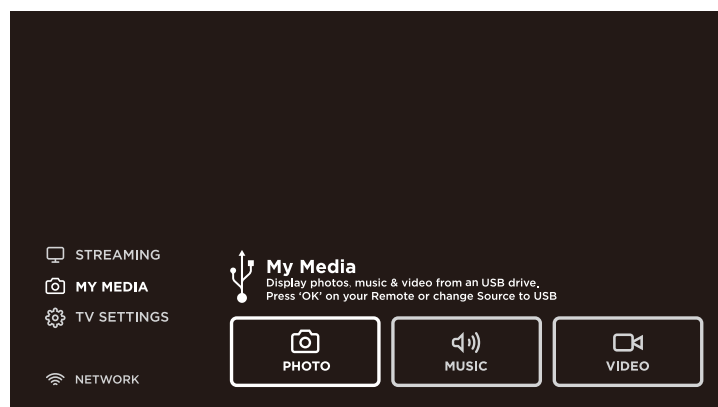 STREAMING
MY MEDIA
TV SETTINGS
NETWORK
My Media
Display photos, music & video from an USB drive.
Press ‘OK’ on your Remote or change Source to USB
PHOTO
MUSIC
VIDEO